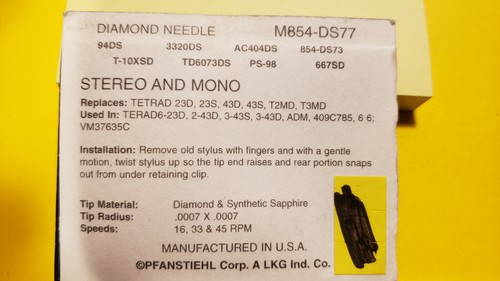 DIAMOND NEEDLE M854-DS77
94DS 3320DS AC404DS 854-DS73
T-10XSD TD6073DS PS-98 667SD
STEREO AND MONO
Replaces: TETRAD 23D, 23S, 43D, 43S, T2MD, T3MD
Used In: TERAD6-23D, 2-43D, 3-43S, 3-43D, ADM, 409C785, 6 6;
VM37635C
Installation: Remove old stylus with fingers and with a gentle
motion, twist stylus up so the tip end raises and rear portion snaps
out from under retaining clip.
Tip Material: Diamond & Synthetic Sapphire
Tip Radius: .0007 X .0007
Speeds: 16, 33 & 45 RPM
MANUFACTURED IN U.S.A.
©PFANSTIEHL Corp. A LKG Ind. Co.